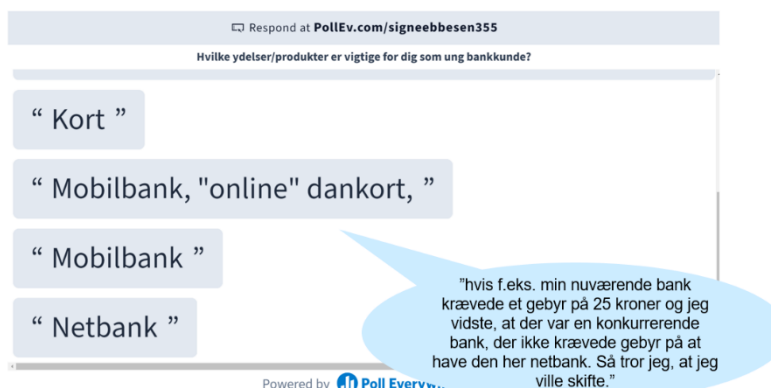 Respond at PollEv.com/signeebbesen355
Hvilke ydelser/produkter er vigtige for dig som ung bankkunde?
“ Kort ”
“ Mobilbank, "online" dankort, ”
“ Mobilbank ”
“ Netbank ”
”hvis f.eks. min nuværende bank
krævede et gebyr på 25 kroner og jeg
vidste, at der var en konkurrerende
bank, der ikke krævede gebyr på at
have den her netbank. Så tror jeg, at jeg
ville skifte.”
Powered by Poll